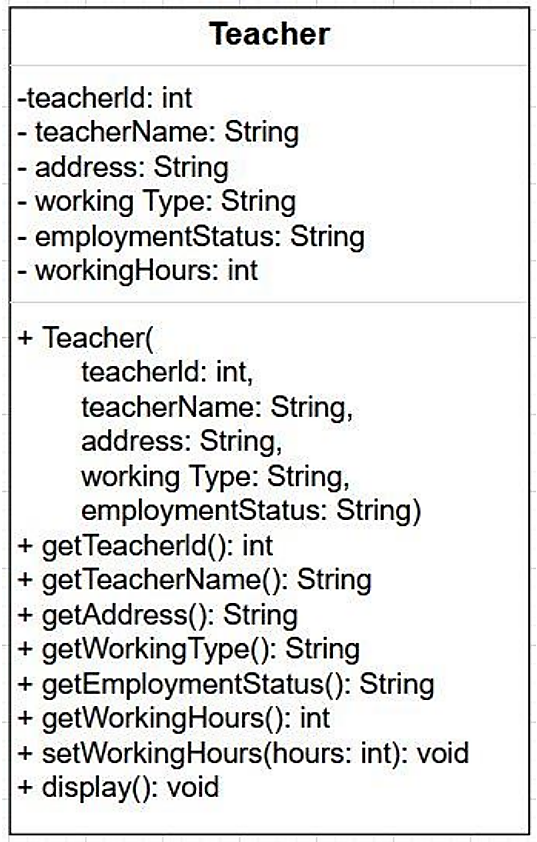 Teacher
-teacherId: int
- teacherName: String
- address: String
- working Type: String
- employmentStatus: String
- workingHours: int
+ Teacher(
teacherId: int,
teacherName: String,
address: String,
working Type: String,
employmentStatus: String)
+ getTeacherId(): int
+ getTeacherName(): String
+ getAddress(): String
+ getWorkingType(): String
+ getEmploymentStatus(): String
+ getWorkingHours(): int
+ setWorkingHours(hours: int): void
+ display(): void